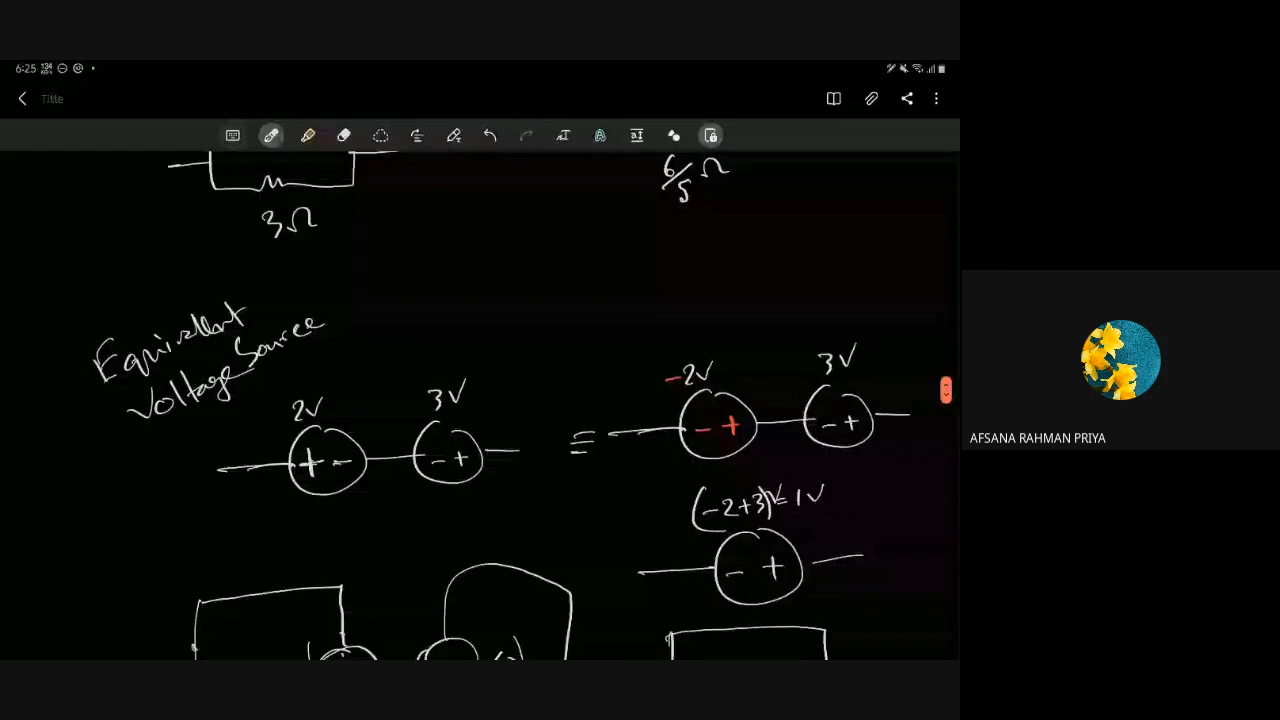 6:25
Title
3Ω
6/5 Ω
Equivalent
Voltage Source
2V
3V
+ -
- +
≡
-2V
3V
- +
- +
(-2+3)V = 1V
- +
AFSANA RAHMAN PRIYA